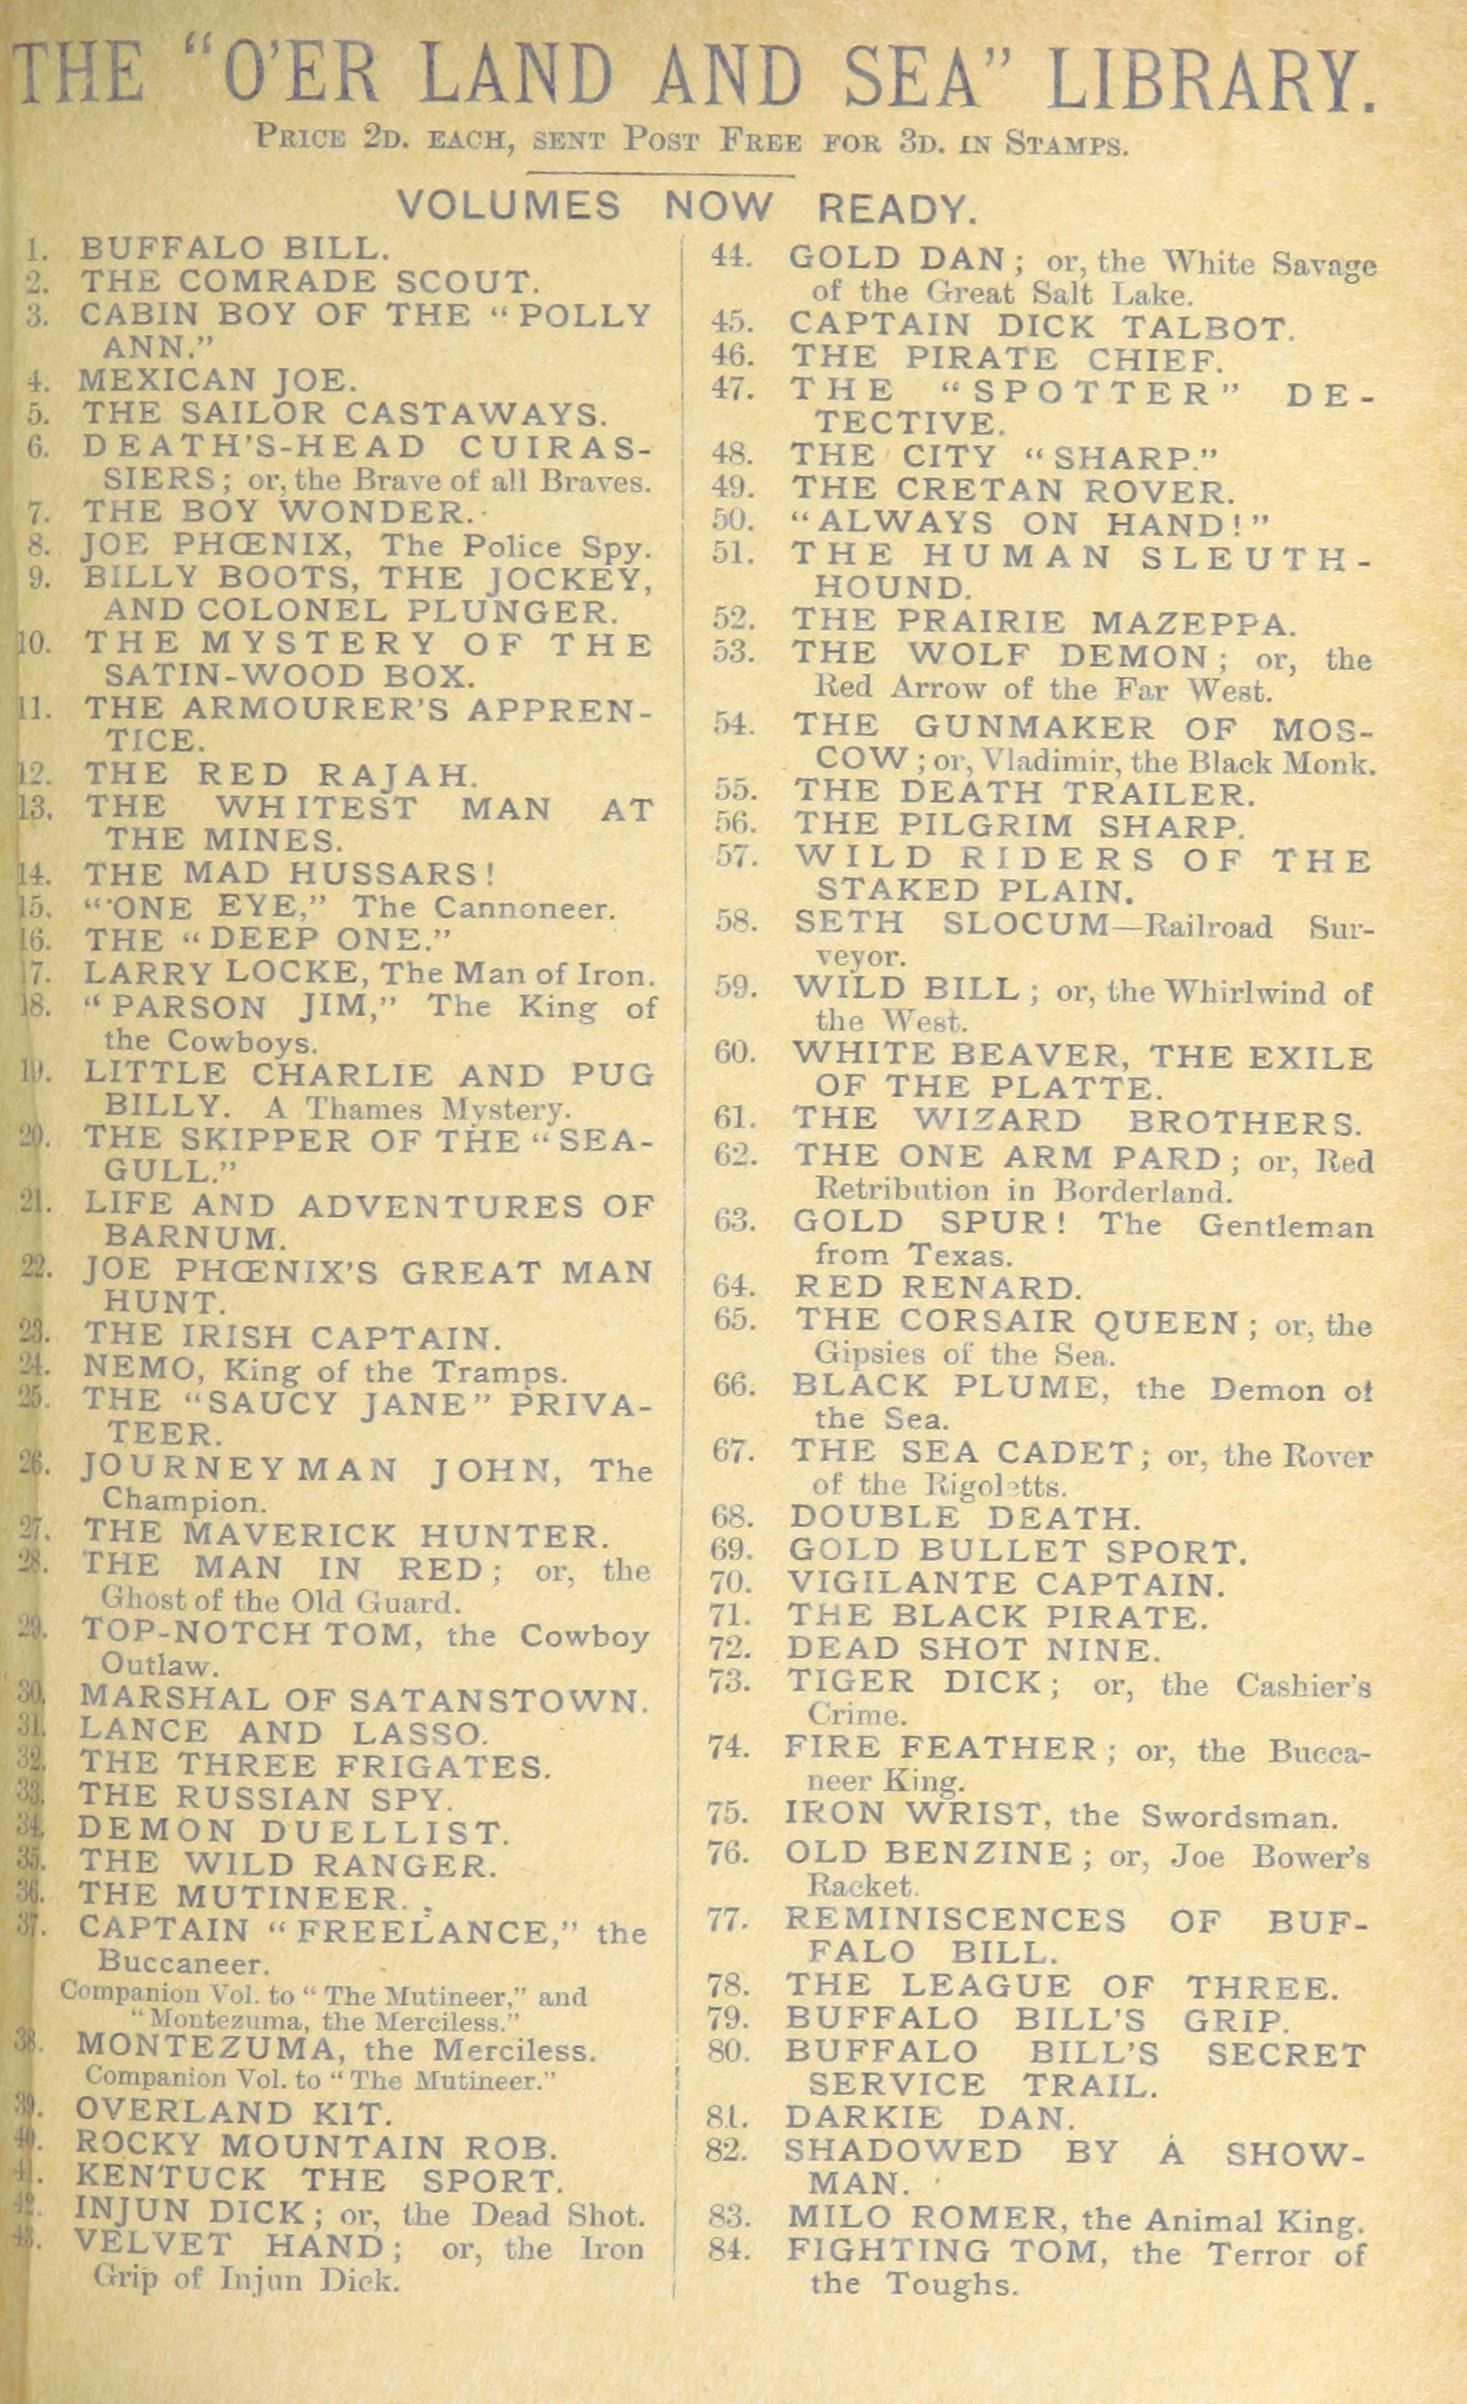 THE "O'ER LAND AND SEA" LIBRARY.
PRICE 2D. EACH, SENT POST FREE FOR 3D. IN STAMPS.
VOLUMES NOW READY.
1. BUFFALO BILL.
2. THE COMRADE SCOUT.
3. CABIN BOY OF THE "POLLY
ANN."
4. MEXICAN JOE.
5. THE SAILOR CASTAWAYS.
6. DEATH'S-HEAD CUIRAS-
SIERS; or, the Brave of all Braves.
7. THE BOY WONDER.
8. JOE PHŒNIX, The Police Spy.
9. BILLY BOOTS, THE JOCKEY,
AND COLONEL PLUNGER.
10. THE MYSTERY OF THE
SATIN-WOOD BOX.
11. THE ARMOURER'S APPREN-
TICE.
12. THE RED RAJAH.
13. THE WHITEST MAN AT
THE MINES.
14. THE MAD HUSSARS!
15. "ONE EYE," The Cannoneer.
16. THE "DEEP ONE."
17. LARRY LOCKE, The Man of Iron.
18. "PARSON JIM," The King of
the Cowboys.
19. LITTLE CHARLIE AND PUG
BILLY. A Thames Mystery.
20. THE SKIPPER OF THE "SEA-
GULL."
21. LIFE AND ADVENTURES OF
BARNUM.
22. JOE PHŒNIX'S GREAT MAN
HUNT.
23. THE IRISH CAPTAIN.
24. NEMO, King of the Tramps.
25. THE "SAUCY JANE" PRIVA-
TEER.
26. JOURNEYMAN JOHN, The
Champion.
27. THE MAVERICK HUNTER.
28. THE MAN IN RED; or, the
Ghost of the Old Guard.
29. TOP-NOTCH TOM, the Cowboy
Outlaw.
30. MARSHAL OF SATANSTOWN.
31. LANCE AND LASSO.
32. THE THREE FRIGATES.
33. THE RUSSIAN SPY.
34. DEMON DUELLIST.
35. THE WILD RANGER.
36. THE MUTINEER.
37. CAPTAIN "FREELANCE," the
Buccaneer.
Companion Vol. to "The Mutineer," and
"Montezuma, the Merciless."
38. MONTEZUMA, the Merciless.
Companion Vol. to "The Mutineer."
39. OVERLAND KIT.
40. ROCKY MOUNTAIN ROB.
41. KENTUCK THE SPORT.
42. INJUN DICK; or, the Dead Shot.
43. VELVET HAND; or, the Iron
Grip of Injun Dick.
44. GOLD DAN; or, the White Savage
of the Great Salt Lake.
45. CAPTAIN DICK TALBOT.
46. THE PIRATE CHIEF.
47. THE "SPOTTER" DE-
TECTIVE.
48. THE CITY "SHARP."
49. THE CRETAN ROVER.
50. "ALWAYS ON HAND!"
51. THE HUMAN SLEUTH-
HOUND.
52. THE PRAIRIE MAZEPPA.
53. THE WOLF DEMON; or, the
Red Arrow of the Far West.
54. THE GUNMAKER OF MOS-
COW; or, Vladimir, the Black Monk.
55. THE DEATH TRAILER.
56. THE PILGRIM SHARP.
57. WILD RIDERS OF THE
STAKED PLAIN.
58. SETH SLOCUM—Railroad Sur-
veyor.
59. WILD BILL; or, the Whirlwind of
the West.
60. WHITE BEAVER, THE EXILE
OF THE PLATTE.
61. THE WIZARD BROTHERS.
62. THE ONE ARM PARD; or, Red
Retribution in Borderland.
63. GOLD SPUR! The Gentleman
from Texas.
64. RED RENARD.
65. THE CORSAIR QUEEN; or, the
Gipsies of the Sea.
66. BLACK PLUME, the Demon of
the Sea.
67. THE SEA CADET; or, the Rover
of the Rigoletts.
68. DOUBLE DEATH.
69. GOLD BULLET SPORT.
70. VIGILANTE CAPTAIN.
71. THE BLACK PIRATE.
72. DEAD SHOT NINE.
73. TIGER DICK; or, the Cashier's
Crime.
74. FIRE FEATHER; or, the Bucca-
neer King.
75. IRON WRIST, the Swordsman.
76. OLD BENZINE; or, Joe Bower's
Racket.
77. REMINISCENCES OF BUF-
FALO BILL.
78. THE LEAGUE OF THREE.
79. BUFFALO BILL'S GRIP.
80. BUFFALO BILL'S SECRET
SERVICE TRAIL.
81. DARKIE DAN.
82. SHADOWED BY A SHOW-
MAN.
83. MILO ROMER, the Animal King.
84. FIGHTING TOM, the Terror of
the Toughs.